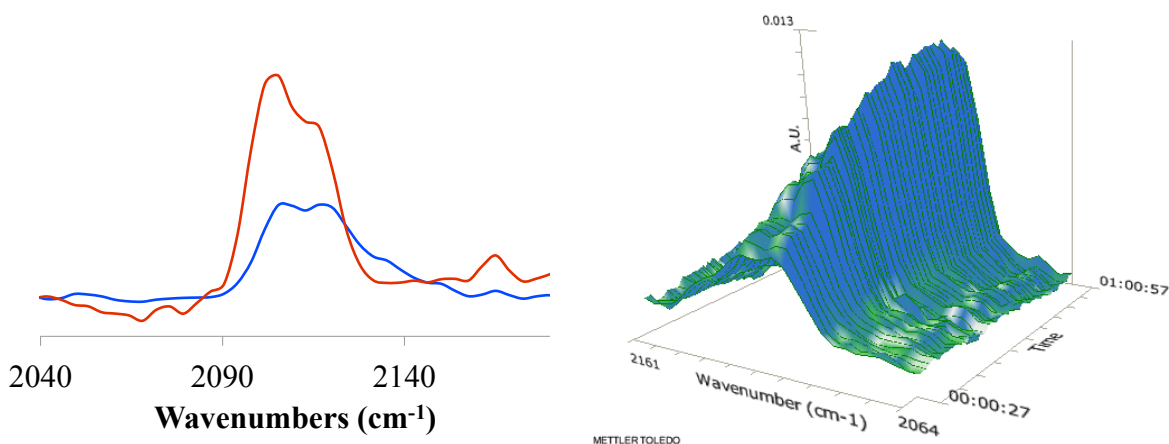 2040 2090 2140
Wavenumbers (cm-1)
0.013
A.U.
2161
Wavenumber (cm-1)
2064
00:00:27
Time
01:00:57
METTLER TOLEDO